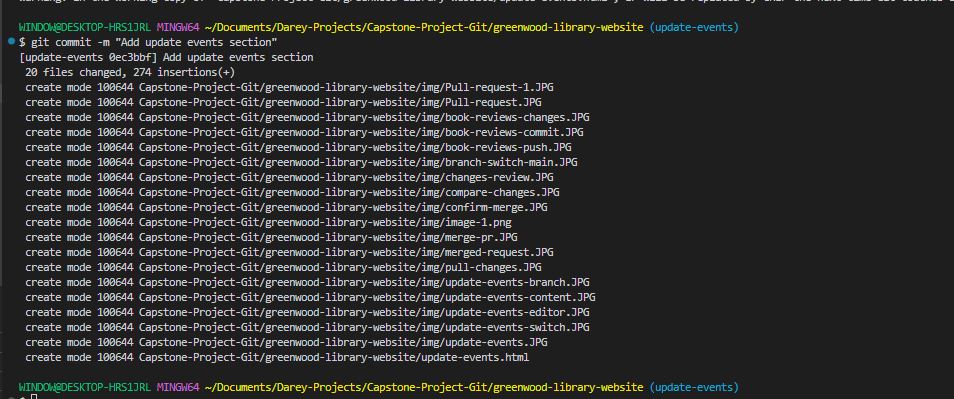 WINDOW@DESKTOP-HRS1JRL MINGW64 ~/Documents/Darey-Projects/Capstone-Project-Git/greenwood-library-website (update-events)
$ git commit -m "Add update events section"
[update-events 0ec3bbf] Add update events section
20 files changed, 274 insertions(+)
create mode 100644 Capstone-Project-Git/greenwood-library-website/img/Pull-request-1.JPG
create mode 100644 Capstone-Project-Git/greenwood-library-website/img/Pull-request.JPG
create mode 100644 Capstone-Project-Git/greenwood-library-website/img/book-reviews-changes.JPG
create mode 100644 Capstone-Project-Git/greenwood-library-website/img/book-reviews-commit.JPG
create mode 100644 Capstone-Project-Git/greenwood-library-website/img/book-reviews-push.JPG
create mode 100644 Capstone-Project-Git/greenwood-library-website/img/branch-switch-main.JPG
create mode 100644 Capstone-Project-Git/greenwood-library-website/img/changes-review.JPG
create mode 100644 Capstone-Project-Git/greenwood-library-website/img/compare-changes.JPG
create mode 100644 Capstone-Project-Git/greenwood-library-website/img/confirm-merge.JPG
create mode 100644 Capstone-Project-Git/greenwood-library-website/img/image-1.png
create mode 100644 Capstone-Project-Git/greenwood-library-website/img/merge-pr.JPG
create mode 100644 Capstone-Project-Git/greenwood-library-website/img/merged-request.JPG
create mode 100644 Capstone-Project-Git/greenwood-library-website/img/pull-changes.JPG
create mode 100644 Capstone-Project-Git/greenwood-library-website/img/update-events-branch.JPG
create mode 100644 Capstone-Project-Git/greenwood-library-website/img/update-events-content.JPG
create mode 100644 Capstone-Project-Git/greenwood-library-website/img/update-events-editor.JPG
create mode 100644 Capstone-Project-Git/greenwood-library-website/img/update-events-switch.JPG
create mode 100644 Capstone-Project-Git/greenwood-library-website/img/update-events.JPG
create mode 100644 Capstone-Project-Git/greenwood-library-website/update-events.html
WINDOW@DESKTOP-HRS1JRL MINGW64 ~/Documents/Darey-Projects/Capstone-Project-Git/greenwood-library-website (update-events)